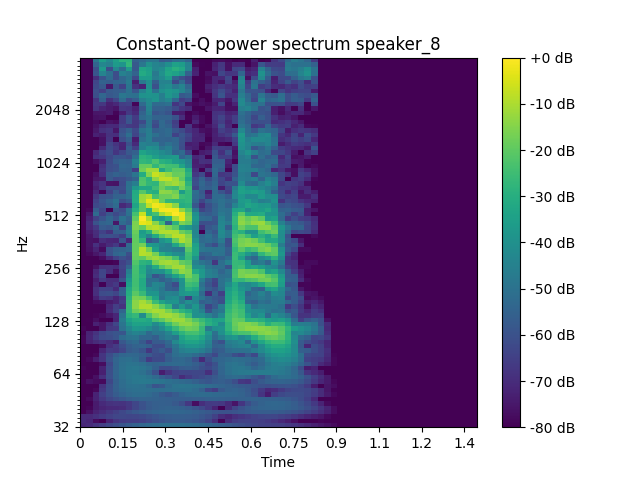 Constant-Q power spectrum speaker_8
Hz
2048
1024
512
256
128
64
32
0 0.15 0.3 0.45 0.6 0.75 0.9 1.1 1.2 1.4
Time
+0 dB
-10 dB
-20 dB
-30 dB
-40 dB
-50 dB
-60 dB
-70 dB
-80 dB